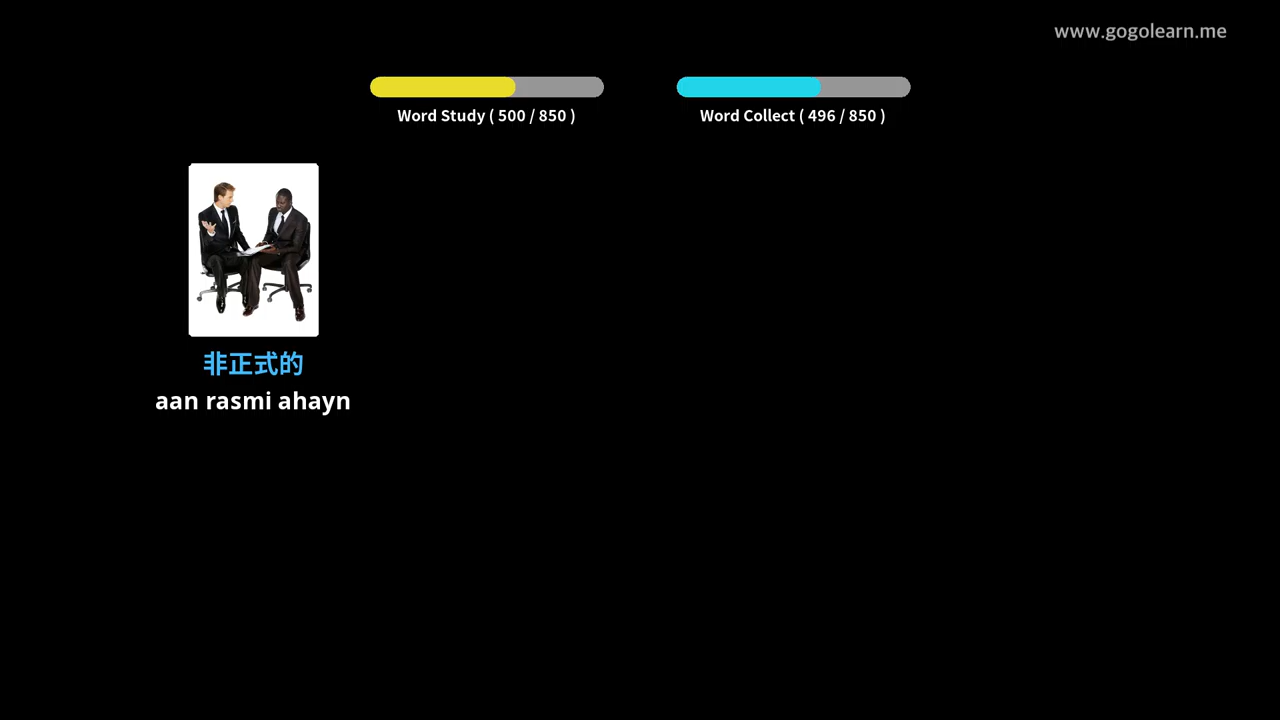 www.gogolearn.me
Word Study ( 500 / 850 )
Word Collect ( 496 / 850 )
非正式的
aan rasmi ahayn